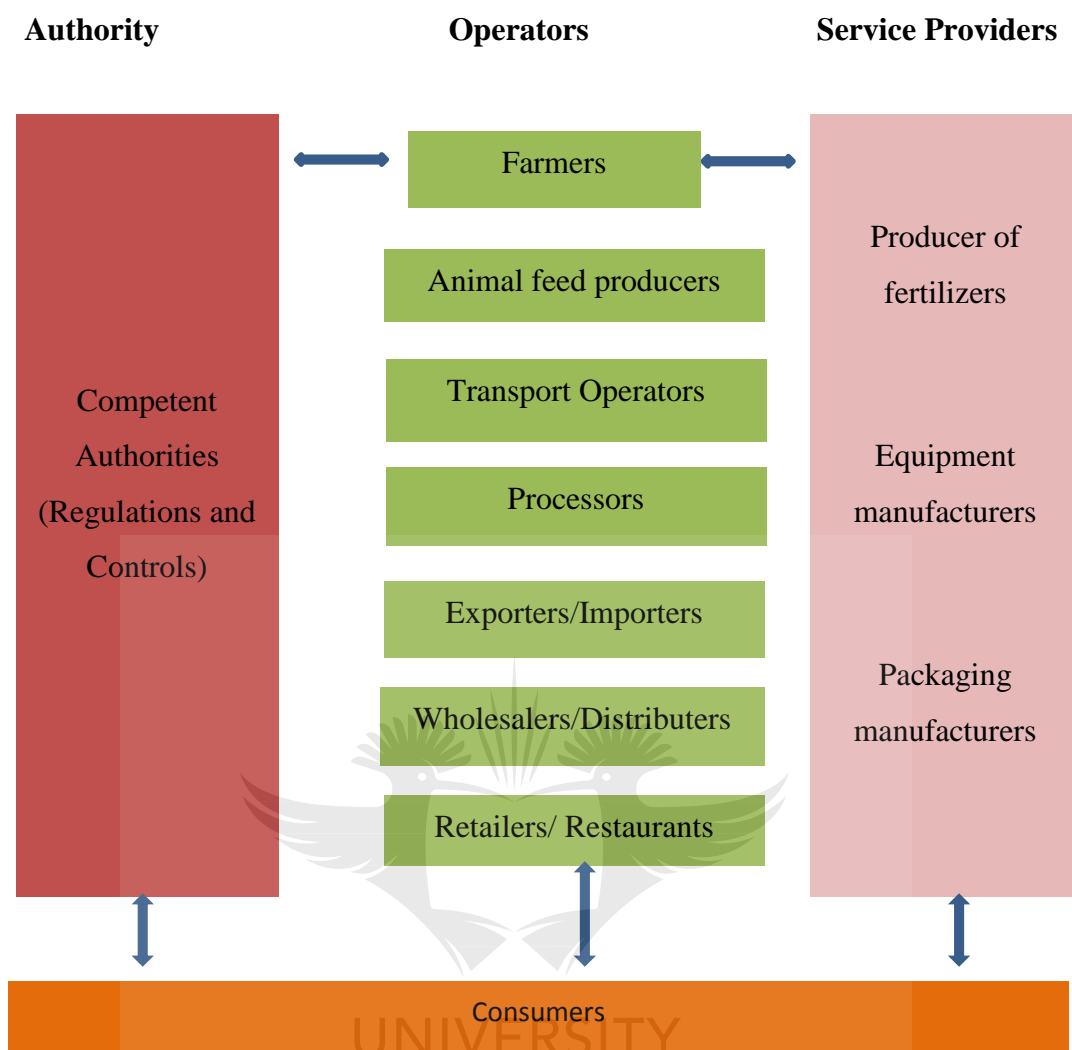 Authority
Operators
Service Providers
Farmers
Animal feed producers
Transport Operators
Processors
Exporters/Importers
Wholesalers/Distributers
Retailers/ Restaurants
Competent
Authorities
(Regulations and
Controls)
Producer of
fertilizers
Equipment
manufacturers
Packaging
manufacturers
Consumers
UNIVERSITY